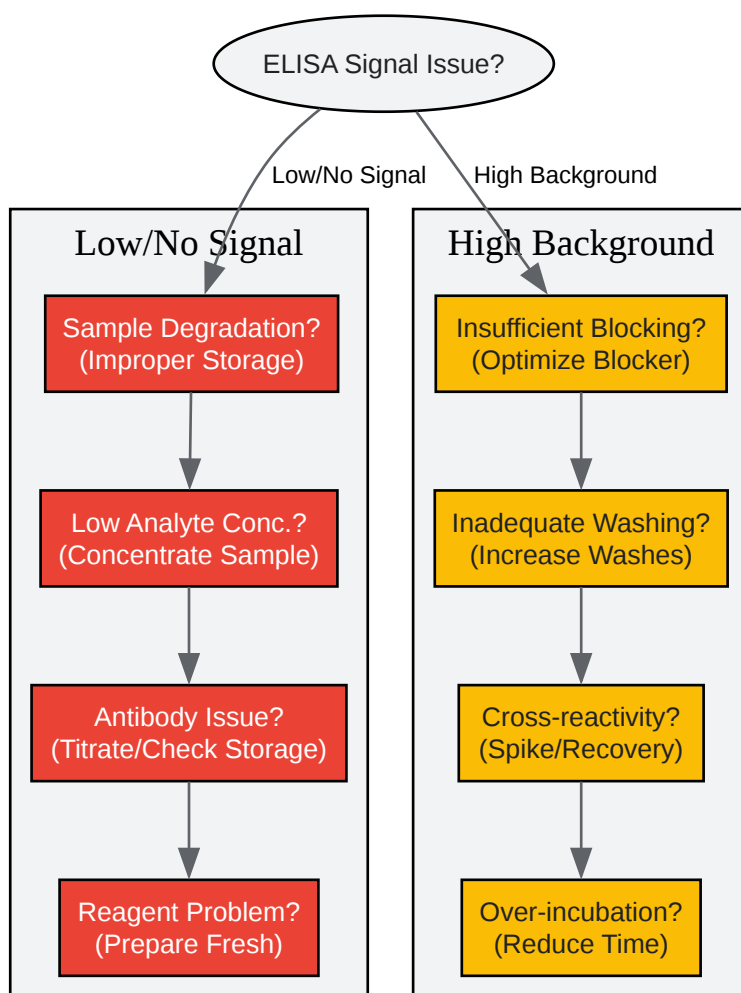 ELISA Signal Issue?
Low/No Signal
High Background
Low/No Signal
Sample Degradation?
(Improper Storage)
Low Analyte Conc.?
(Concentrate Sample)
Antibody Issue?
(Titrate/Check Storage)
Reagent Problem?
(Prepare Fresh)
High Background
Insufficient Blocking?
(Optimize Blocker)
Inadequate Washing?
(Increase Washes)
Cross-reactivity?
(Spike/Recovery)
Over-incubation?
(Reduce Time)